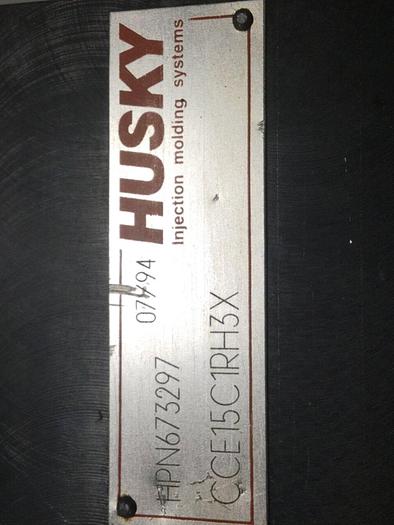 HUSKY
Injection molding systems
HPN673297 07/94
CCE15C1RH3X